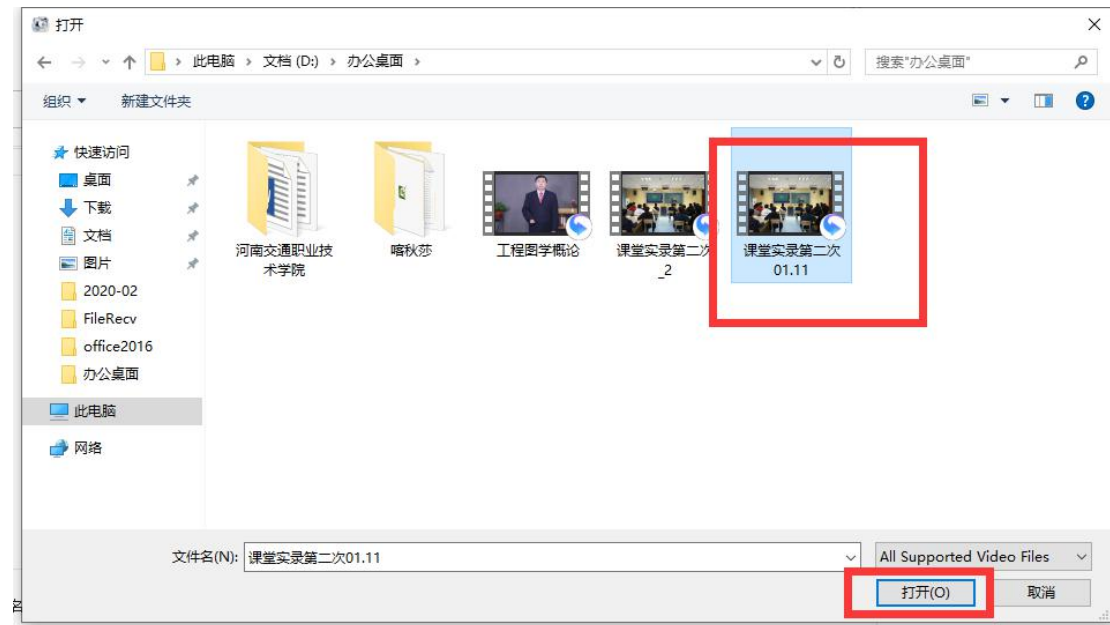 打开
此电脑 › 文档 (D:) › 办公桌面 ›
搜索"办公桌面"
组织
新建文件夹
快速访问
桌面
下载
文档
图片
2020-02
FileRecv
office2016
办公桌面
此电脑
网络
河南交通职业技
术学院
喀秋莎
工程图学概论
课堂实录第二次
_2
课堂实录第二次
01.11
文件名(N):
课堂实录第二次01.11
All Supported Video Files
打开(O)
取消